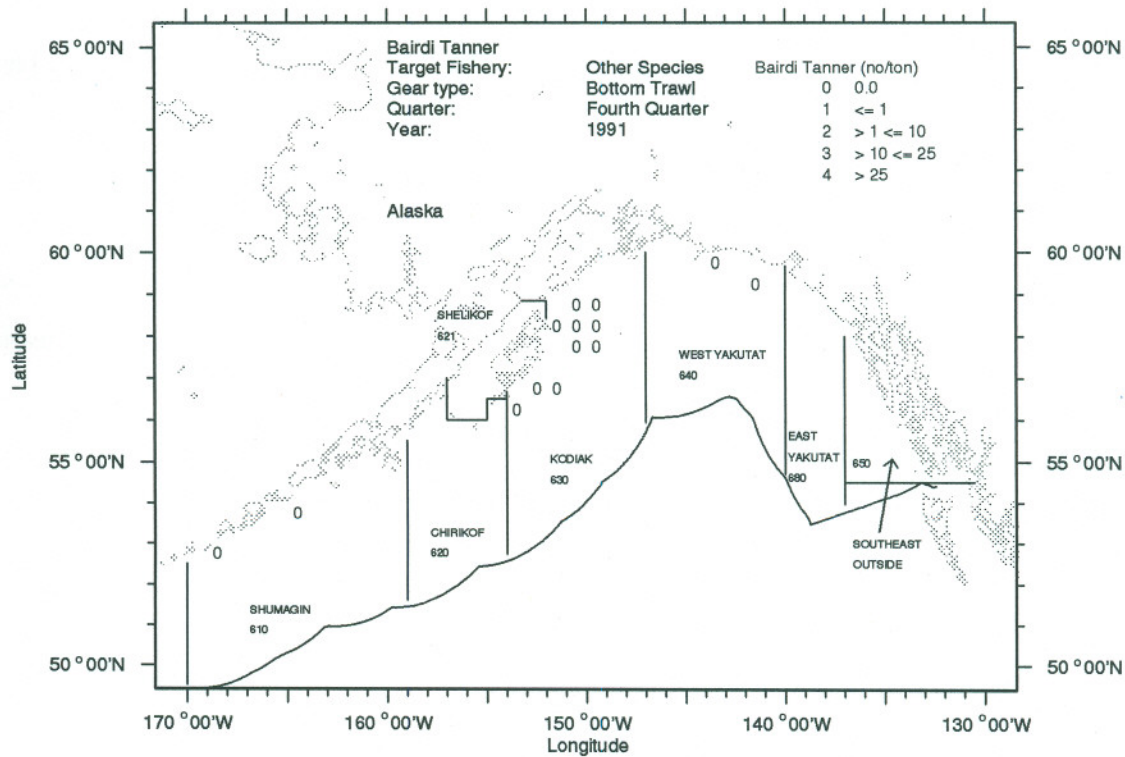 65°00'N
65°00'N
Bairdi Tanner
Target Fishery: Other Species
Gear type: Bottom Trawl
Quarter: Fourth Quarter
Year: 1991
Bairdi Tanner (no/ton)
0 0.0
1 <= 1
2 > 1 <= 10
3 > 10 <= 25
4 > 25
Alaska
60°00'N
60°00'N
0
0
SHELIKOF
621
0 0
0 0 0
0 0
WEST YAKUTAT
640
0 0
0
Latitude
EAST
YAKUTAT
680
650
KODIAK
630
55°00'N
55°00'N
0
0
CHIRIKOF
620
SOUTHEAST
OUTSIDE
SHUMAGIN
610
50°00'N
50°00'N
170°00'W 160°00'W 150°00'W 140°00'W 130°00'W
Longitude